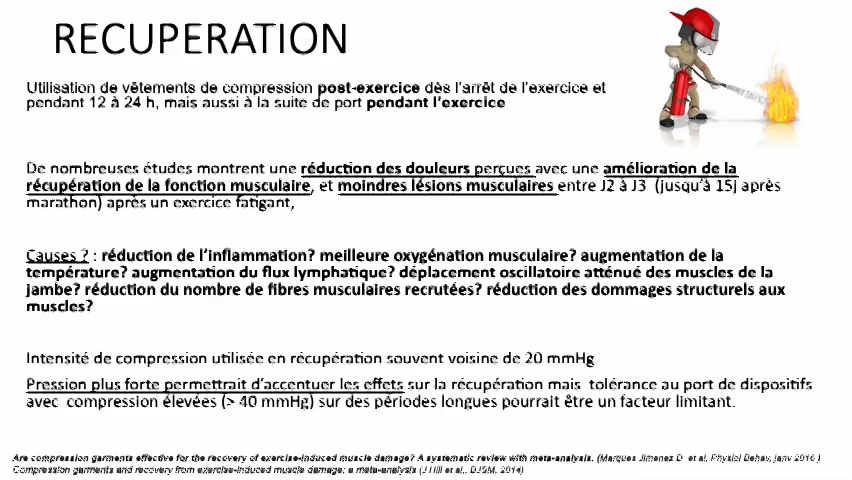 RECUPERATION
Utilisation de vêtements de compression post-exercice dès l'arrêt de l'exercice et
pendant 12 à 24 h, mais aussi à la suite de port pendant l'exercice
De nombreuses études montrent une réduction des douleurs perçues avec une amélioration de la
récupération de la fonction musculaire, et moindres lésions musculaires entre J2 à J3 (jusqu'à 15j après
marathon) après un exercice fatigant,
Causes ? : réduction de l'inflammation? meilleure oxygénation musculaire? augmentation de la
température? augmentation du flux lymphatique? déplacement oscillatoire atténué des muscles de la
jambe? réduction du nombre de fibres musculaires recrutées? réduction des dommages structurels aux
muscles?
Intensité de compression utilisée en récupération souvent voisine de 20 mmHg
Pression plus forte permettrait d'accentuer les effets sur la récupération mais tolérance au port de dispositifs
avec compression élevées (> 40 mmHg) sur des périodes longues pourrait être un facteur limitant.
Are compression garments effective for the recovery of exercise-induced muscle damage? A systematic review with meta-analysis. (Marques Jimenez D et al, Physiol Behav, janv 2016 )
Compression garments and recovery from exercise-induced muscle damage: a meta-analysis (J Hill et al., BJSM, 2014)